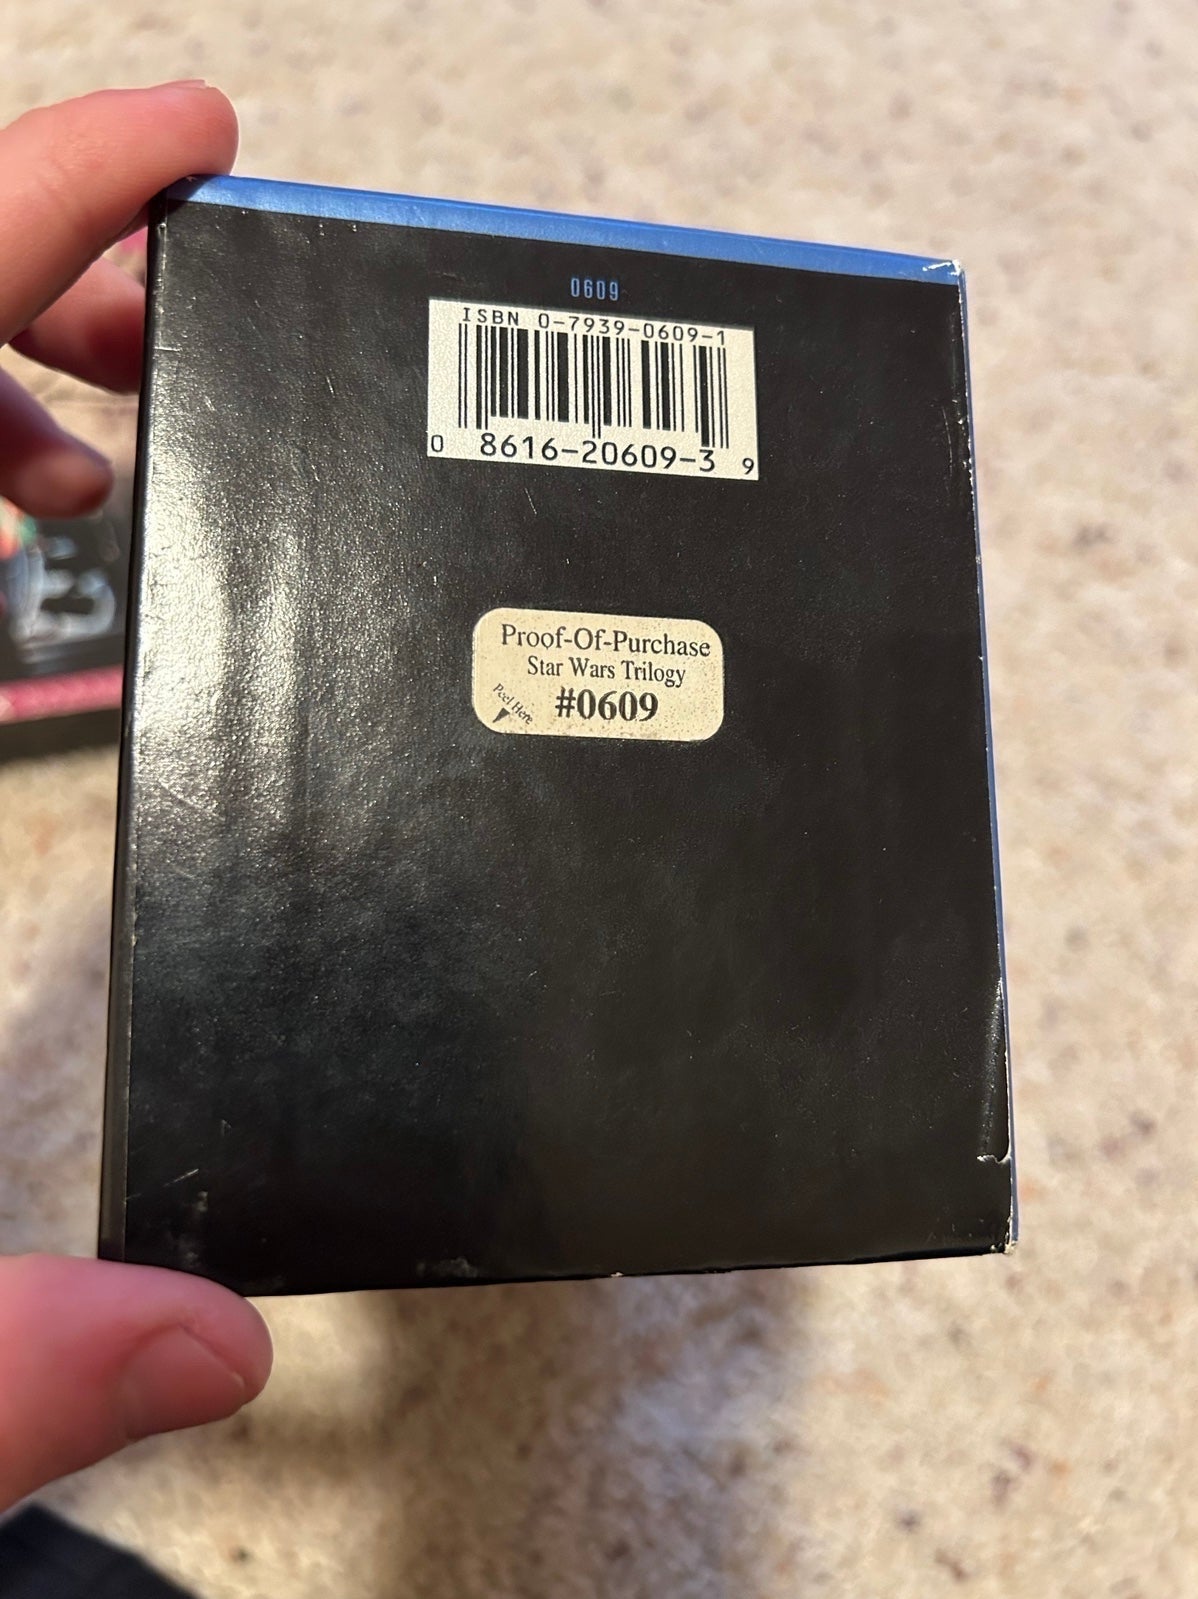 0609
ISBN 0-7939-0609-1
0 8616-20609-3 9
Proof-Of-Purchase
Star Wars Trilogy
Peel Here
#0609